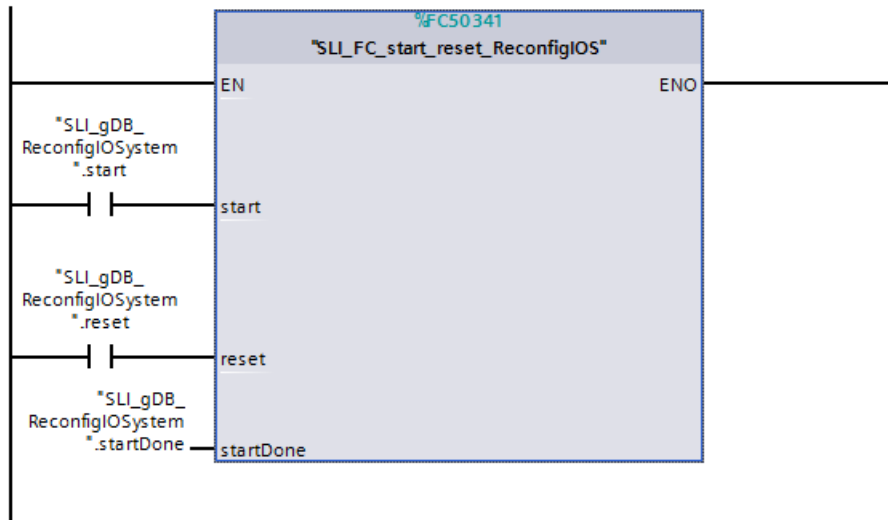 %FC50341
"SLI_FC_start_reset_ReconfigIOS"
EN
ENO
"SLI_gDB_
ReconfigIOSystem
".start
start
"SLI_gDB_
ReconfigIOSystem
".reset
reset
"SLI_gDB_
ReconfigIOSystem
".startDone
startDone